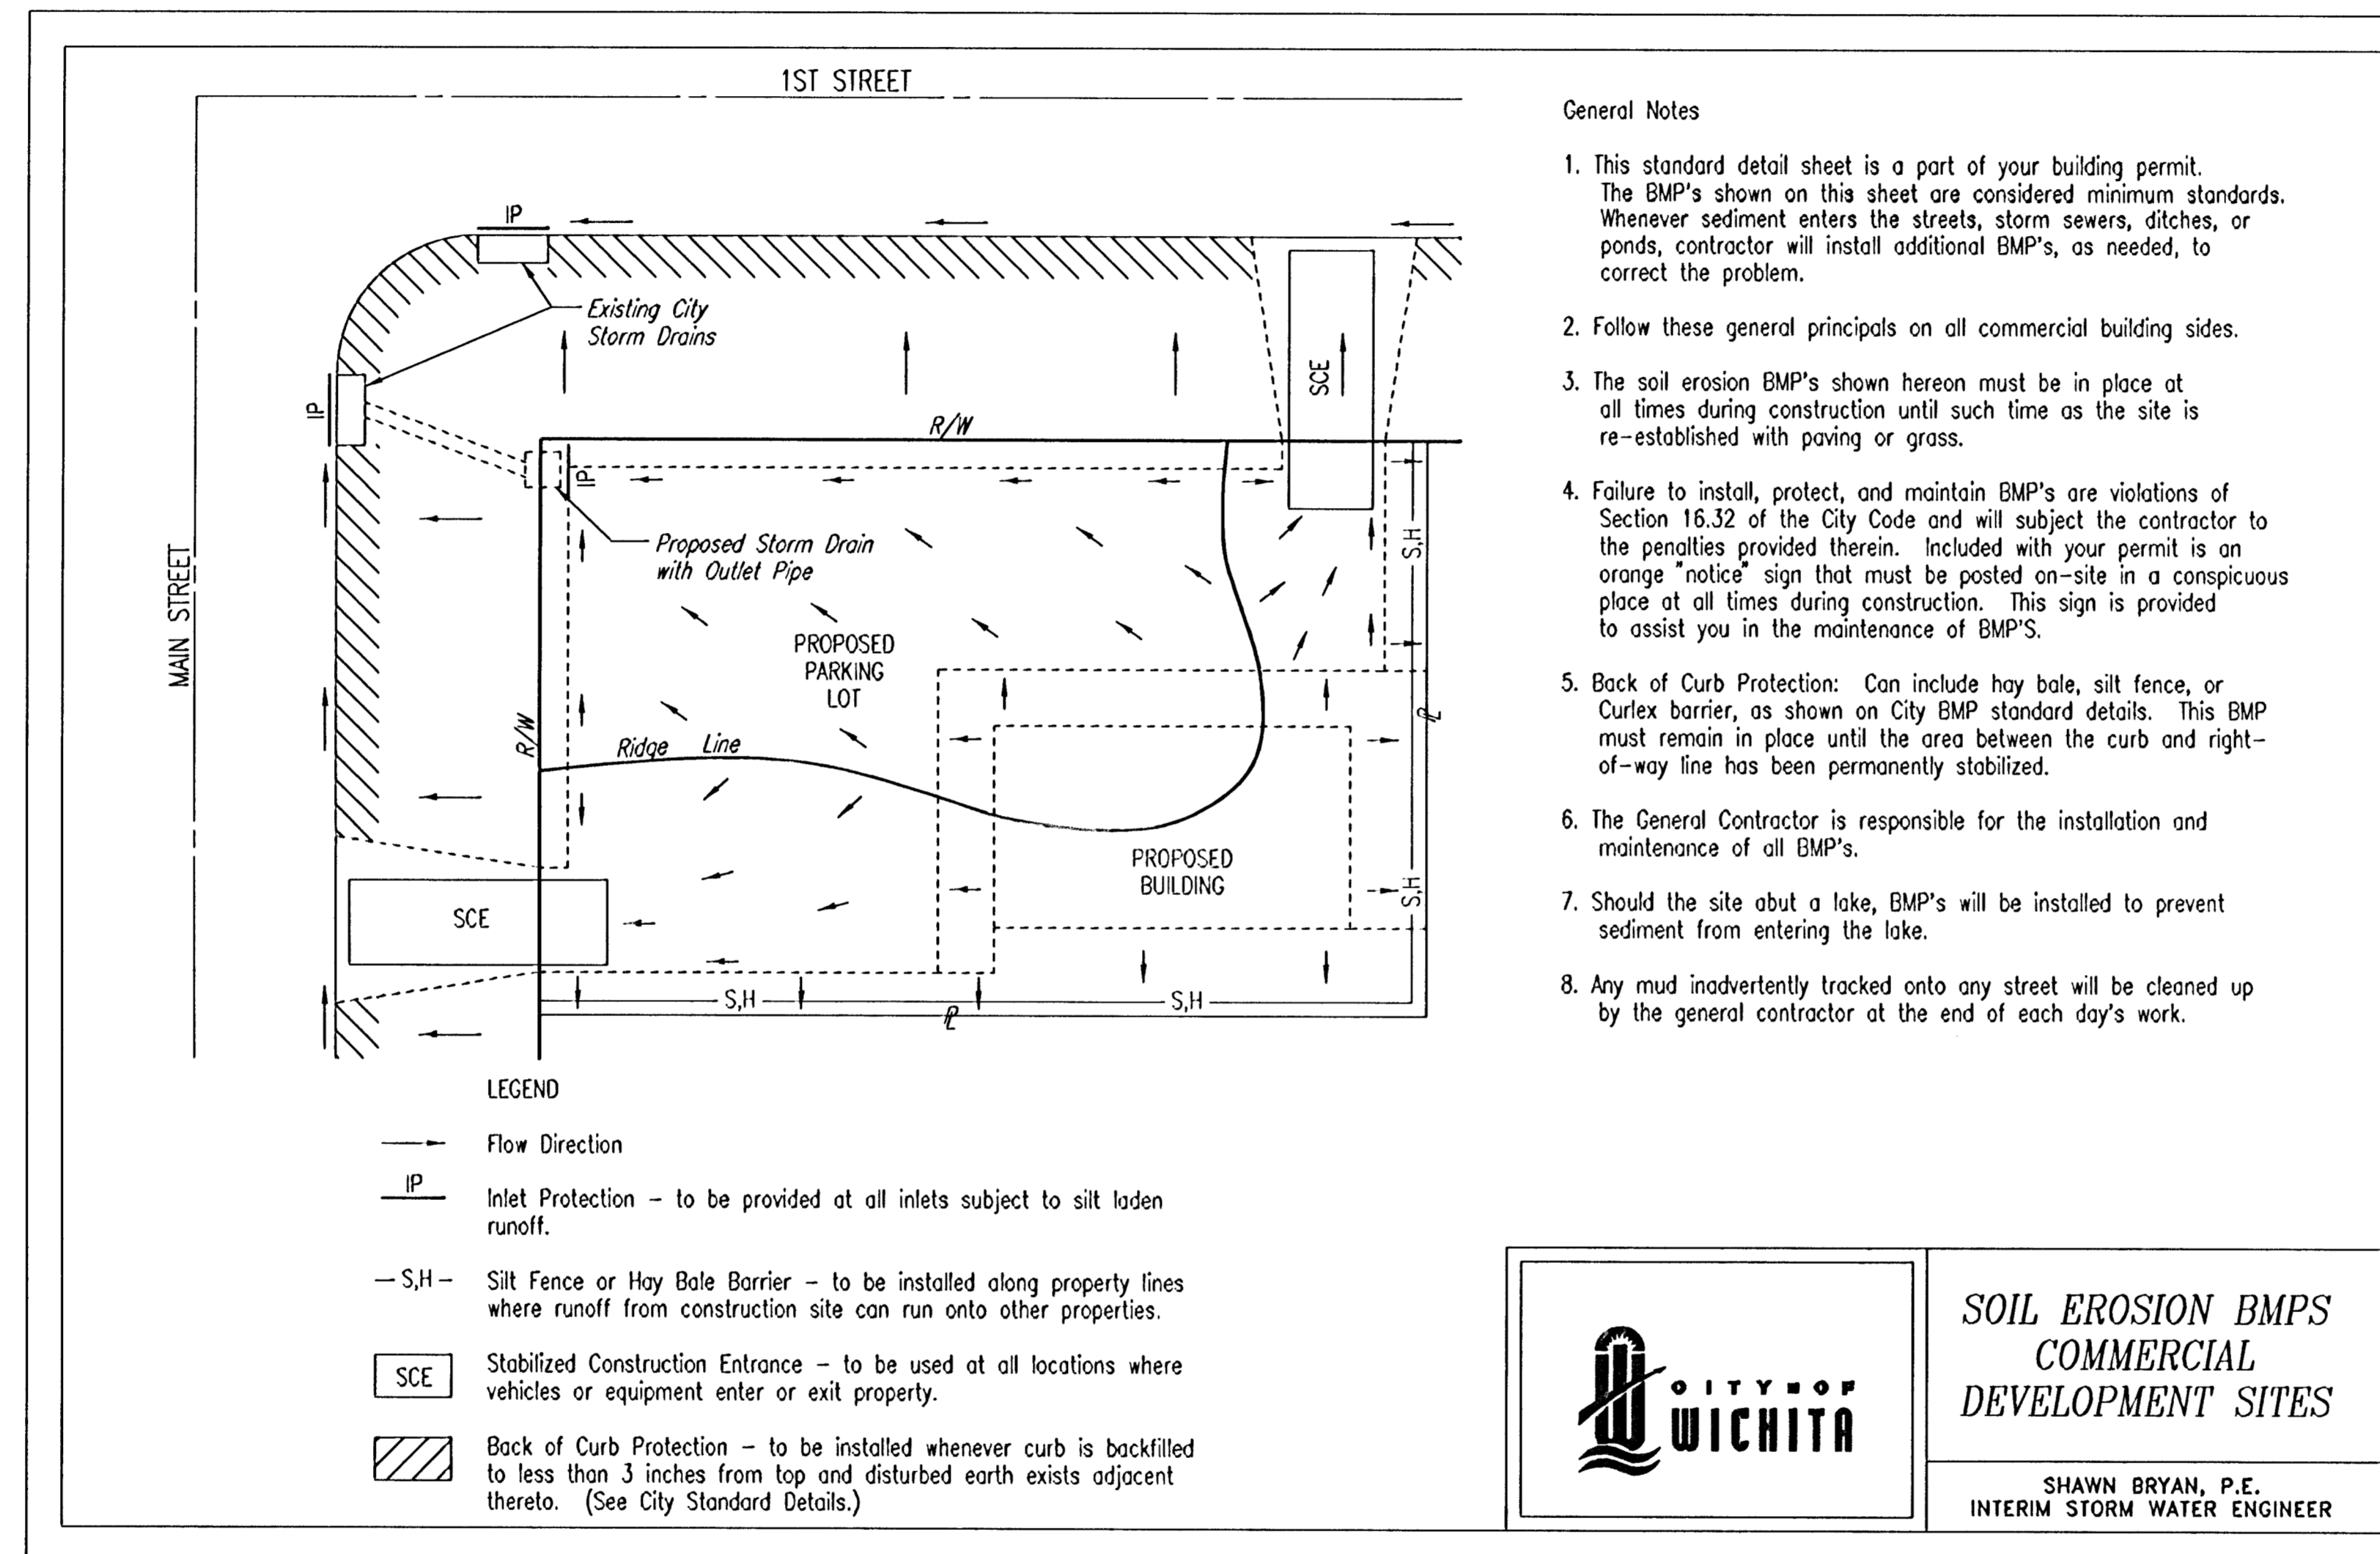 1ST STREET
MAIN STREET
IP
Existing City
Storm Drains
IP
SCE
R/W
IP
Proposed Storm Drain
with Outlet Pipe
S,H
PROPOSED
PARKING
LOT
R/W
Ridge Line
PL
PROPOSED
BUILDING
S,H
SCE
S,H
S,H
PL
LEGEND
Flow Direction
IP
Inlet Protection – to be provided at all inlets subject to silt laden
runoff.
– S,H –
Silt Fence or Hay Bale Barrier – to be installed along property lines
where runoff from construction site can run onto other properties.
SCE
Stabilized Construction Entrance – to be used at all locations where
vehicles or equipment enter or exit property.
Back of Curb Protection – to be installed whenever curb is backfilled
to less than 3 inches from top and disturbed earth exists adjacent
thereto. (See City Standard Details.)
General Notes
1. This standard detail sheet is a part of your building permit.
The BMP's shown on this sheet are considered minimum standards.
Whenever sediment enters the streets, storm sewers, ditches, or
ponds, contractor will install additional BMP's, as needed, to
correct the problem.
2. Follow these general principals on all commercial building sides.
3. The soil erosion BMP's shown hereon must be in place at
all times during construction until such time as the site is
re-established with paving or grass.
4. Failure to install, protect, and maintain BMP's are violations of
Section 16.32 of the City Code and will subject the contractor to
the penalties provided therein. Included with your permit is an
orange "notice" sign that must be posted on-site in a conspicuous
place at all times during construction. This sign is provided
to assist you in the maintenance of BMP'S.
5. Back of Curb Protection: Can include hay bale, silt fence, or
Curlex barrier, as shown on City BMP standard details. This BMP
must remain in place until the area between the curb and right-
of-way line has been permanently stabilized.
6. The General Contractor is responsible for the installation and
maintenance of all BMP's.
7. Should the site abut a lake, BMP's will be installed to prevent
sediment from entering the lake.
8. Any mud inadvertently tracked onto any street will be cleaned up
by the general contractor at the end of each day's work.
CITY OF
WICHITA
SOIL EROSION BMPS
COMMERCIAL
DEVELOPMENT SITES
SHAWN BRYAN, P.E.
INTERIM STORM WATER ENGINEER